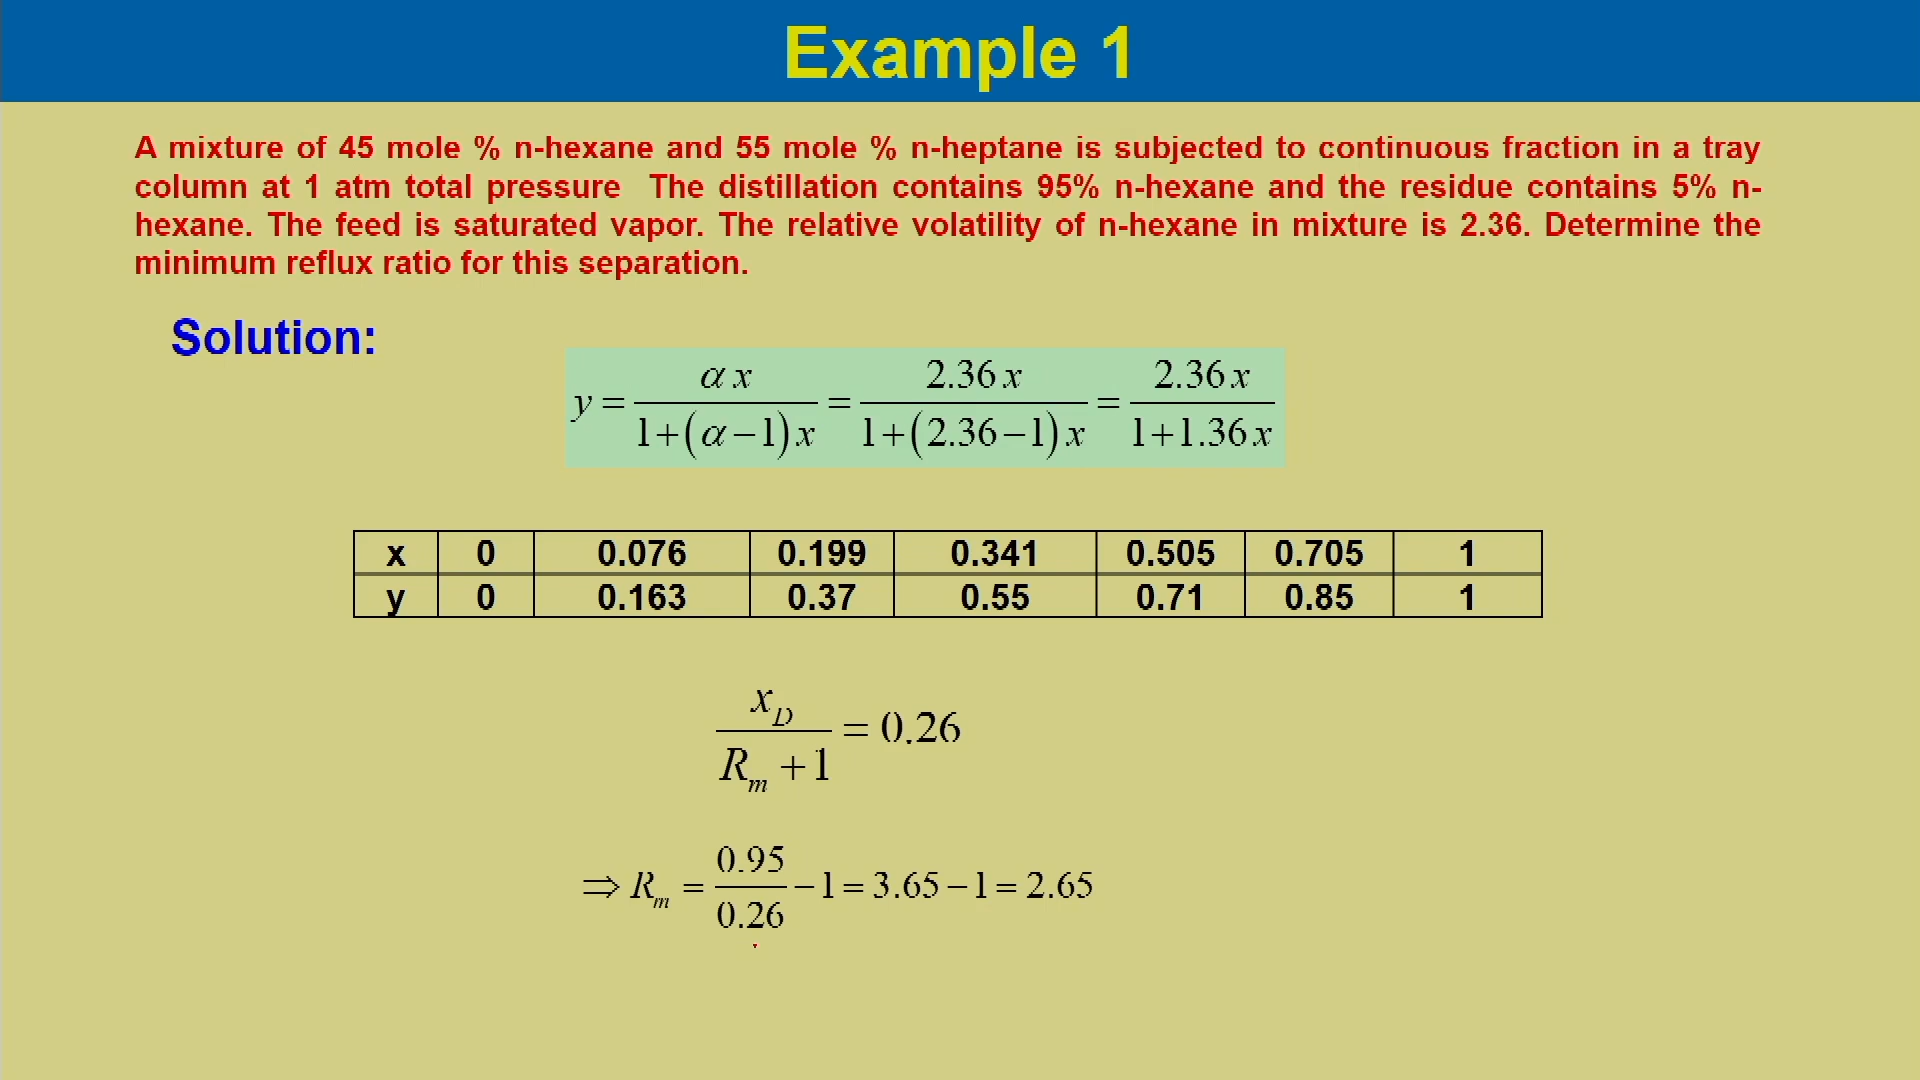 Example 1
A mixture of 45 mole % n-hexane and 55 mole % n-heptane is subjected to continuous fraction in a tray
column at 1 atm total pressure The distillation contains 95% n-hexane and the residue contains 5% n-
hexane. The feed is saturated vapor. The relative volatility of n-hexane in mixture is 2.36. Determine the
minimum reflux ratio for this separation.
Solution:
y = αx / (1+(α−1)x) = 2.36x / (1+(2.36−1)x) = 2.36x / (1+1.36x)
x 0 0.076 0.199 0.341 0.505 0.705 1
y 0 0.163 0.37 0.55 0.71 0.85 1
x_D / (R_m + 1) = 0.26
⇒ R_m = 0.95 / 0.26 − 1 = 3.65 − 1 = 2.65